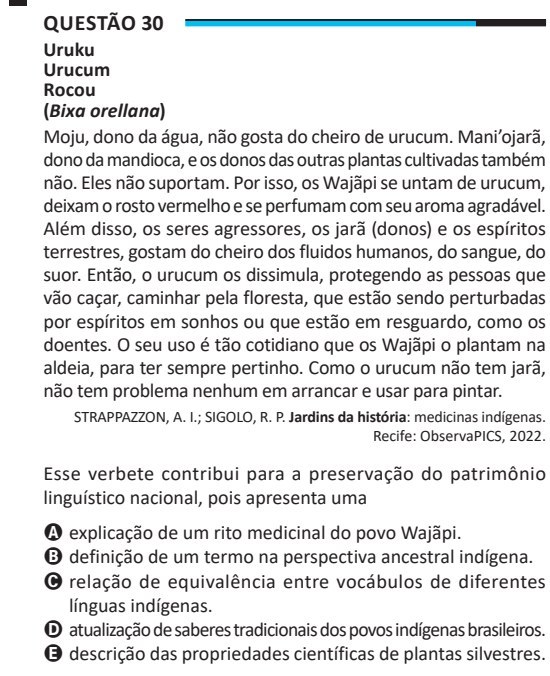 QUESTÃO 30
Uruku
Urucum
Rocou
(Bixa orellana)
Moju, dono da água, não gosta do cheiro de urucum. Mani'ojarã,
dono da mandioca, e os donos das outras plantas cultivadas também
não. Eles não suportam. Por isso, os Wajãpi se untam de urucum,
deixam o rosto vermelho e se perfumam com seu aroma agradável.
Além disso, os seres agressores, os jarã (donos) e os espíritos
terrestres, gostam do cheiro dos fluidos humanos, do sangue, do
suor. Então, o urucum os dissimula, protegendo as pessoas que
vão caçar, caminhar pela floresta, que estão sendo perturbadas
por espíritos em sonhos ou que estão em resguardo, como os
doentes. O seu uso é tão cotidiano que os Wajãpi o plantam na
aldeia, para ter sempre pertinho. Como o urucum não tem jarã,
não tem problema nenhum em arrancar e usar para pintar.
STRAPPAZZON, A. I.; SIGOLO, R. P. Jardins da história: medicinas indígenas.
Recife: ObservaPICS, 2022.
Esse verbete contribui para a preservação do patrimônio
linguístico nacional, pois apresenta uma
A explicação de um rito medicinal do povo Wajãpi.
B definição de um termo na perspectiva ancestral indígena.
C relação de equivalência entre vocábulos de diferentes
línguas indígenas.
D atualização de saberes tradicionais dos povos indígenas brasileiros.
E descrição das propriedades científicas de plantas silvestres.